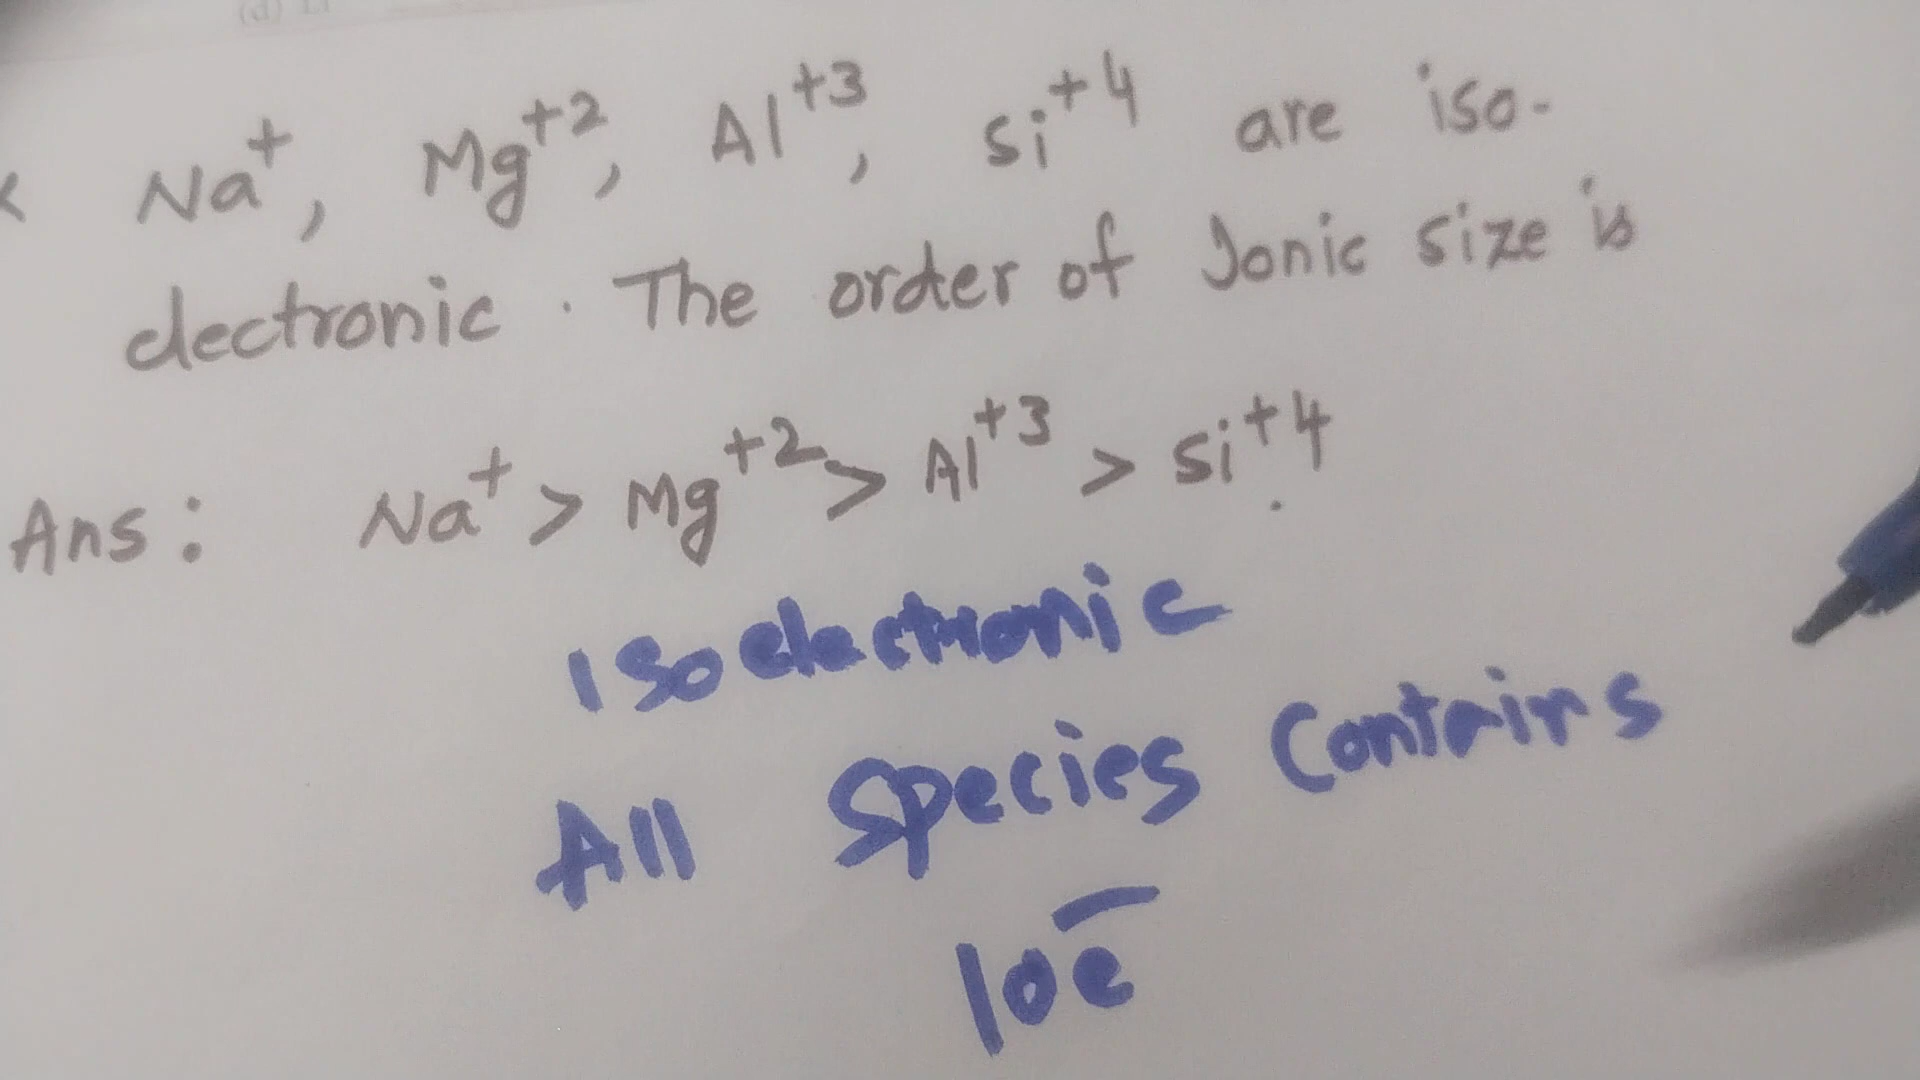 Na⁺, Mg⁺², Al⁺³, Si⁺⁴ are iso-
electronic. The order of Ionic size is
Ans: Na⁺ > Mg⁺² > Al⁺³ > Si⁺⁴.
Isoelectronic
All Species Contains
10e̅